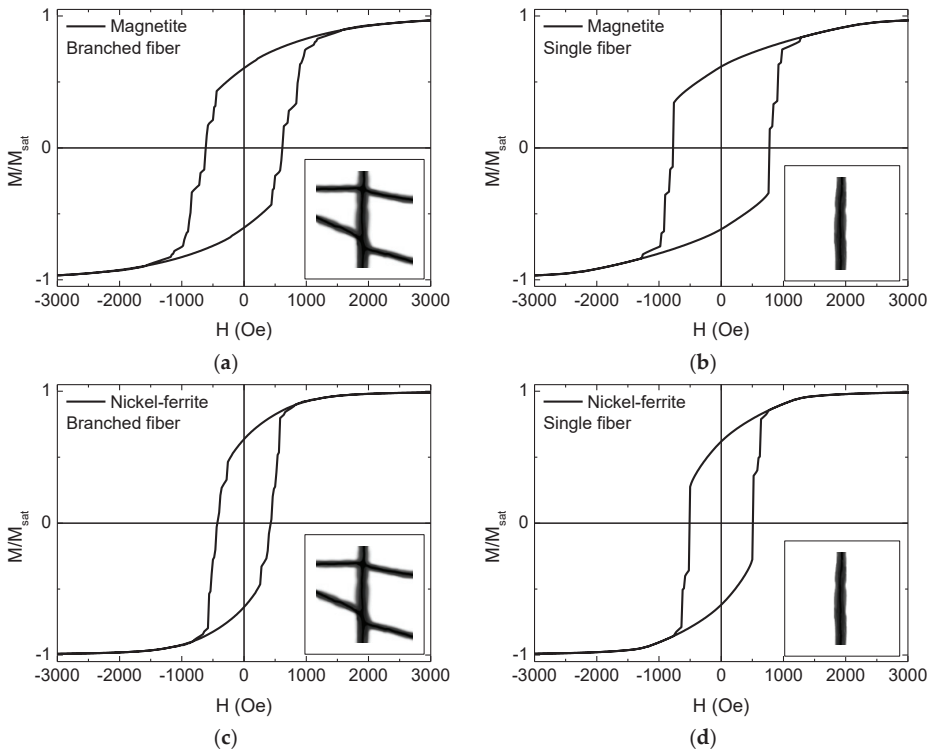 1
Magnetite
Branched fiber
M/Msat
0
-1
-3000 -2000 -1000 0 1000 2000 3000
H (Oe)
(a)
1
Magnetite
Single fiber
M/Msat
0
-1
-3000 -2000 -1000 0 1000 2000 3000
H (Oe)
(b)
1
Nickel-ferrite
Branched fiber
M/Msat
0
-1
-3000 -2000 -1000 0 1000 2000 3000
H (Oe)
(c)
1
Nickel-ferrite
Single fiber
M/Msat
0
-1
-3000 -2000 -1000 0 1000 2000 3000
H (Oe)
(d)